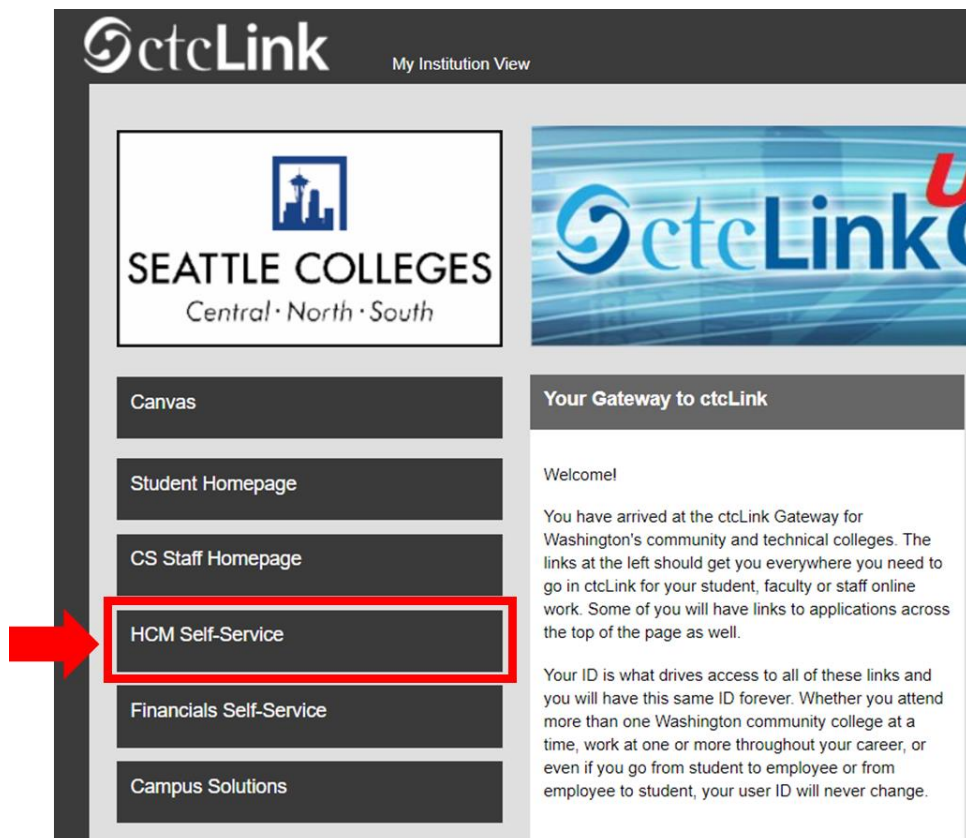 ctcLink
My Institution View
SEATTLE COLLEGES
Central · North · South
ctcLink
Canvas
Student Homepage
CS Staff Homepage
HCM Self-Service
Financials Self-Service
Campus Solutions
Your Gateway to ctcLink
Welcome!
You have arrived at the ctcLink Gateway for
Washington's community and technical colleges. The
links at the left should get you everywhere you need to
go in ctcLink for your student, faculty or staff online
work. Some of you will have links to applications across
the top of the page as well.
Your ID is what drives access to all of these links and
you will have this same ID forever. Whether you attend
more than one Washington community college at a
time, work at one or more throughout your career, or
even if you go from student to employee or from
employee to student, your user ID will never change.